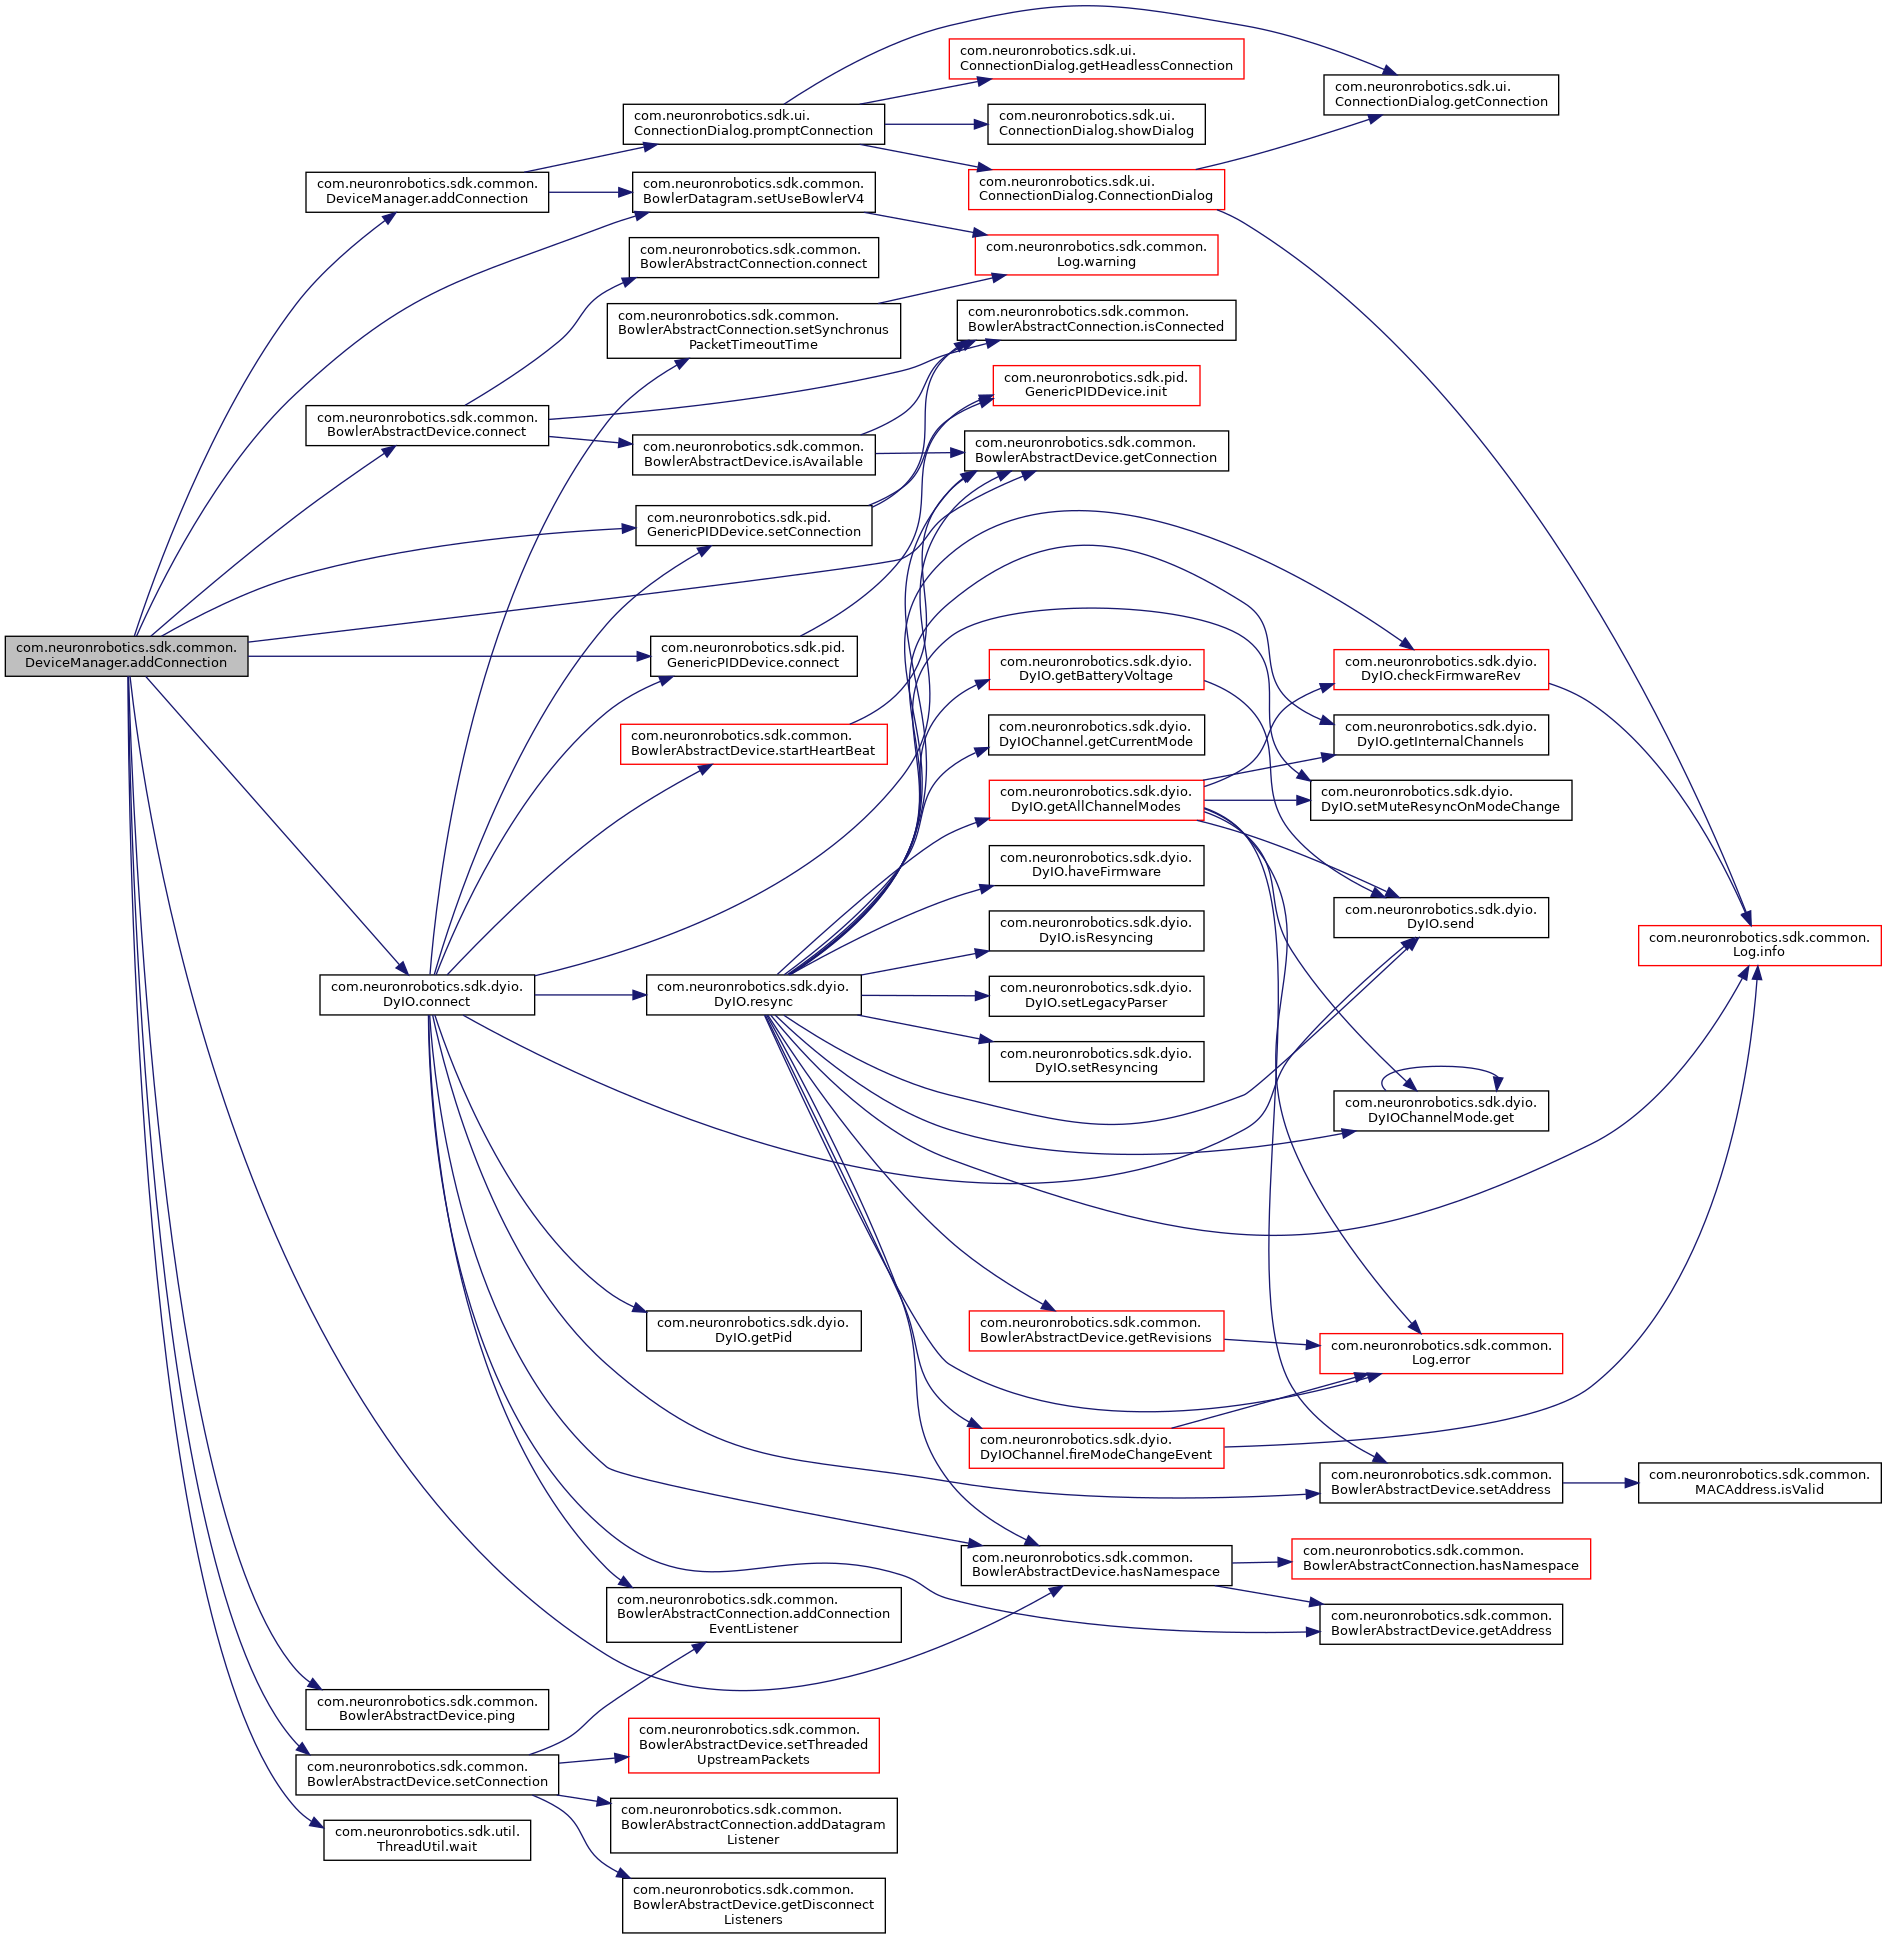 com.neuronrobotics.sdk.common.
DeviceManager.addConnection
com.neuronrobotics.sdk.common.
DeviceManager.addConnection
com.neuronrobotics.sdk.common.
BowlerAbstractDevice.connect
com.neuronrobotics.sdk.dyio.
DyIO.connect
com.neuronrobotics.sdk.common.
BowlerAbstractDevice.ping
com.neuronrobotics.sdk.common.
BowlerAbstractDevice.setConnection
com.neuronrobotics.sdk.util.
ThreadUtil.wait
com.neuronrobotics.sdk.ui.
ConnectionDialog.promptConnection
com.neuronrobotics.sdk.common.
BowlerDatagram.setUseBowlerV4
com.neuronrobotics.sdk.common.
BowlerAbstractConnection.connect
com.neuronrobotics.sdk.common.
BowlerAbstractConnection.setSynchronus
PacketTimeoutTime
com.neuronrobotics.sdk.common.
BowlerAbstractDevice.isAvailable
com.neuronrobotics.sdk.pid.
GenericPIDDevice.setConnection
com.neuronrobotics.sdk.pid.
GenericPIDDevice.connect
com.neuronrobotics.sdk.common.
BowlerAbstractDevice.startHeartBeat
com.neuronrobotics.sdk.dyio.
DyIO.resync
com.neuronrobotics.sdk.dyio.
DyIO.getPid
com.neuronrobotics.sdk.common.
BowlerAbstractConnection.addConnection
EventListener
com.neuronrobotics.sdk.common.
BowlerAbstractDevice.setThreaded
UpstreamPackets
com.neuronrobotics.sdk.common.
BowlerAbstractConnection.addDatagram
Listener
com.neuronrobotics.sdk.common.
BowlerAbstractDevice.getDisconnect
Listeners
com.neuronrobotics.sdk.ui.
ConnectionDialog.getHeadlessConnection
com.neuronrobotics.sdk.ui.
ConnectionDialog.showDialog
com.neuronrobotics.sdk.ui.
ConnectionDialog.ConnectionDialog
com.neuronrobotics.sdk.common.
Log.warning
com.neuronrobotics.sdk.common.
BowlerAbstractConnection.isConnected
com.neuronrobotics.sdk.pid.
GenericPIDDevice.init
com.neuronrobotics.sdk.common.
BowlerAbstractDevice.getConnection
com.neuronrobotics.sdk.dyio.
DyIO.getBatteryVoltage
com.neuronrobotics.sdk.dyio.
DyIOChannel.getCurrentMode
com.neuronrobotics.sdk.dyio.
DyIO.getAllChannelModes
com.neuronrobotics.sdk.dyio.
DyIO.haveFirmware
com.neuronrobotics.sdk.dyio.
DyIO.isResyncing
com.neuronrobotics.sdk.dyio.
DyIO.setLegacyParser
com.neuronrobotics.sdk.dyio.
DyIO.setResyncing
com.neuronrobotics.sdk.common.
BowlerAbstractDevice.getRevisions
com.neuronrobotics.sdk.dyio.
DyIOChannel.fireModeChangeEvent
com.neuronrobotics.sdk.common.
BowlerAbstractDevice.hasNamespace
com.neuronrobotics.sdk.ui.
ConnectionDialog.getConnection
com.neuronrobotics.sdk.dyio.
DyIO.checkFirmwareRev
com.neuronrobotics.sdk.dyio.
DyIO.getInternalChannels
com.neuronrobotics.sdk.dyio.
DyIO.setMuteResyncOnModeChange
com.neuronrobotics.sdk.dyio.
DyIO.send
com.neuronrobotics.sdk.dyio.
DyIOChannelMode.get
com.neuronrobotics.sdk.common.
Log.error
com.neuronrobotics.sdk.common.
BowlerAbstractDevice.setAddress
com.neuronrobotics.sdk.common.
BowlerAbstractConnection.hasNamespace
com.neuronrobotics.sdk.common.
BowlerAbstractDevice.getAddress
com.neuronrobotics.sdk.common.
Log.info
com.neuronrobotics.sdk.common.
MACAddress.isValid